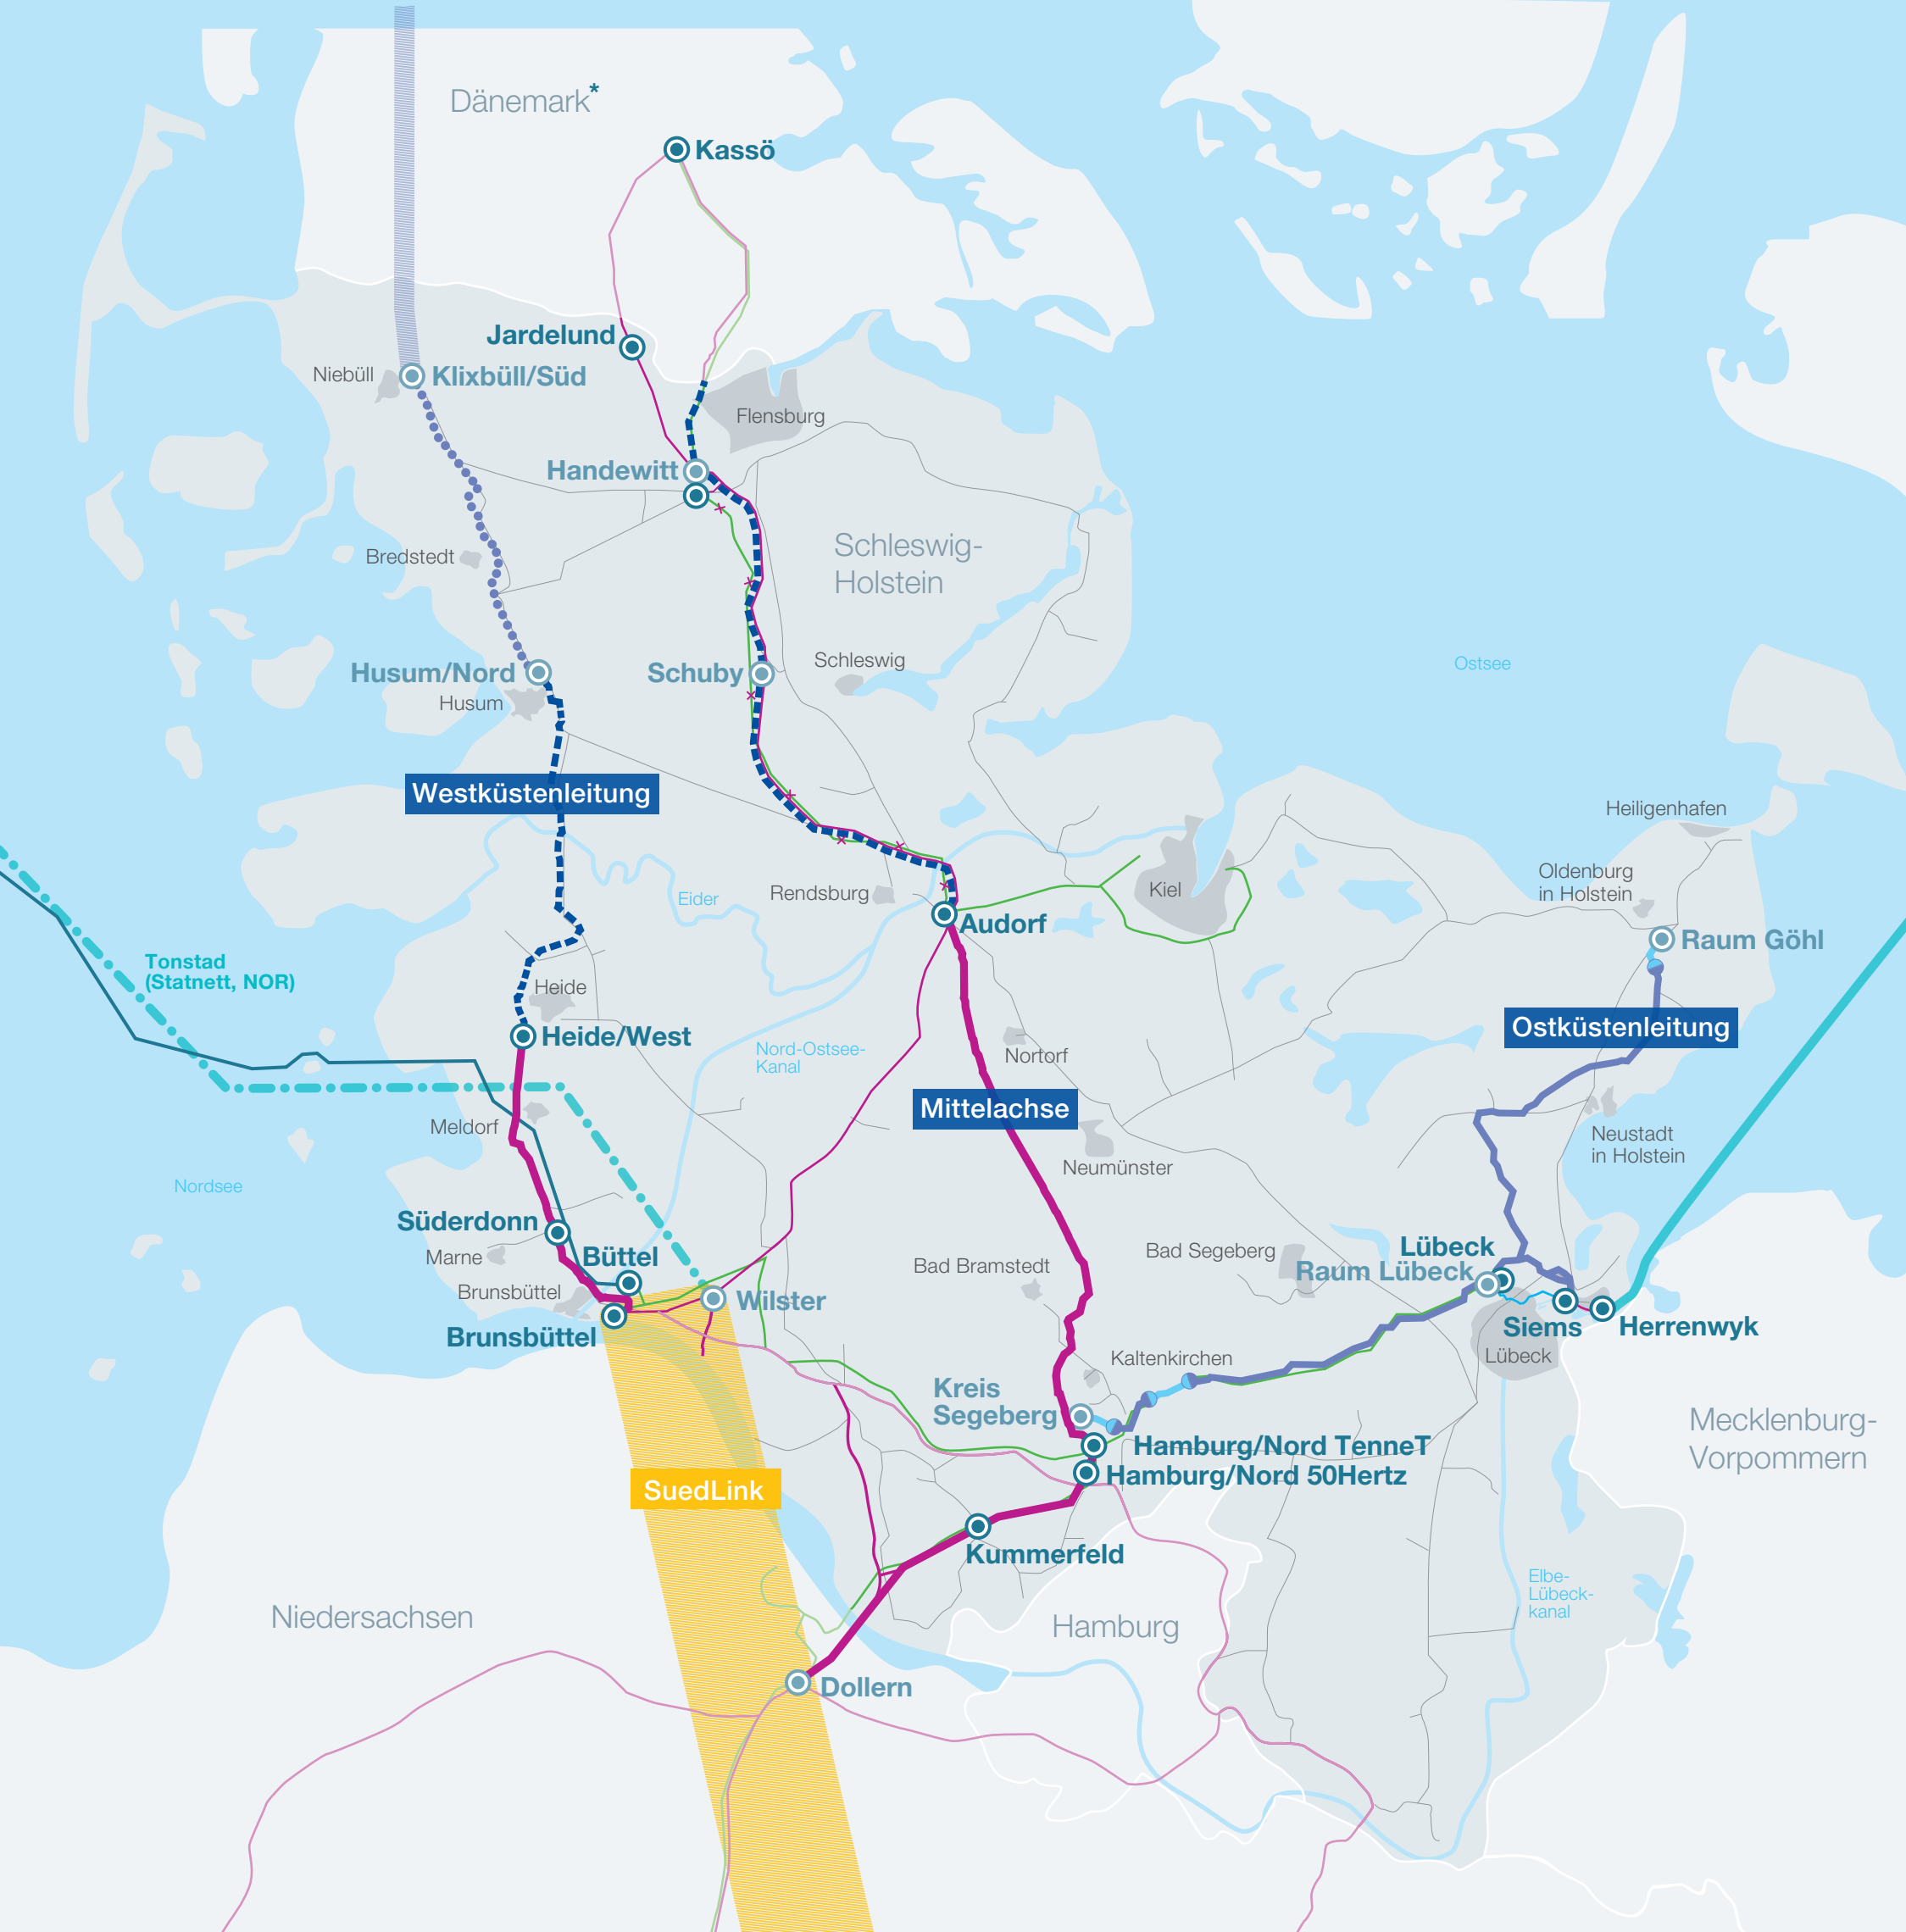 Dänemark*
Kassö
Jardelund
Niebüll
Klixbüll/Süd
Flensburg
Handewitt
Bredstedt
Schleswig-
Holstein
Husum/Nord
Husum
Schuby
Schleswig
Ostsee
Westküstenleitung
Heiligenhafen
Oldenburg
in Holstein
Eider
Rendsburg
Kiel
Audorf
Raum Göhl
Tonstad
(Statnett, NOR)
Heide
Heide/West
Ostküstenleitung
Nord-Ostsee-
Kanal
Nortorf
Mittelachse
Meldorf
Neumünster
Neustadt
in Holstein
Nordsee
Süderdonn
Marne
Büttel
Brunsbüttel
Bad Bramstedt
Bad Segeberg
Lübeck
Raum Lübeck
Wilster
Brunsbüttel
Siems
Herrenwyk
Lübeck
Kaltenkirchen
Kreis
Segeberg
Mecklenburg-
Vorpommern
Hamburg/Nord TenneT
Hamburg/Nord 50Hertz
SuedLink
Kummerfeld
Elbe-
Lübeck-
kanal
Niedersachsen
Hamburg
Dollern